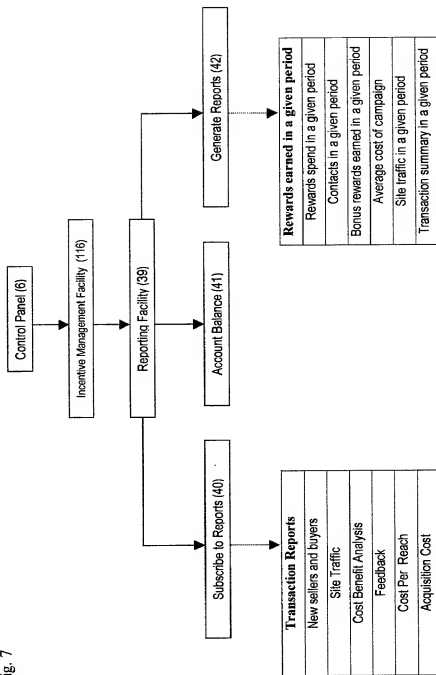 Control Panel (6)
Incentive Management Facility (116)
Reporting Facility (39)
Subscribe to Reports (40)
Account Balance (41)
Generate Reports (42)
Transaction Reports
New sellers and buyers
Site Traffic
Cost Benefit Analysis
Feedback
Cost Per Reach
Acquisition Cost
Rewards earned in a given period
Rewards spend in a given period
Contacts in a given period
Bonus rewards earned in a given period
Average cost of campaign
Site traffic in a given period
Transaction summary in a given period
ig. 7